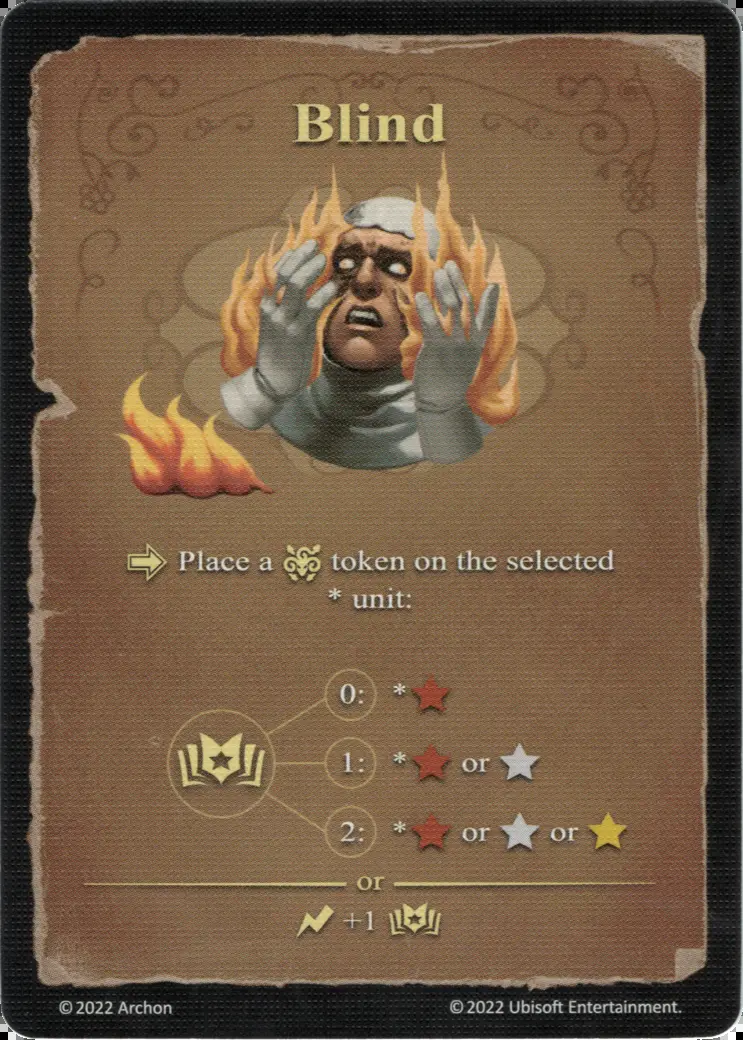 Blind
Place a token on the selected
* unit:
0: *
1: * or
2: * or or
or
+1
© 2022 Archon
© 2022 Ubisoft Entertainment.